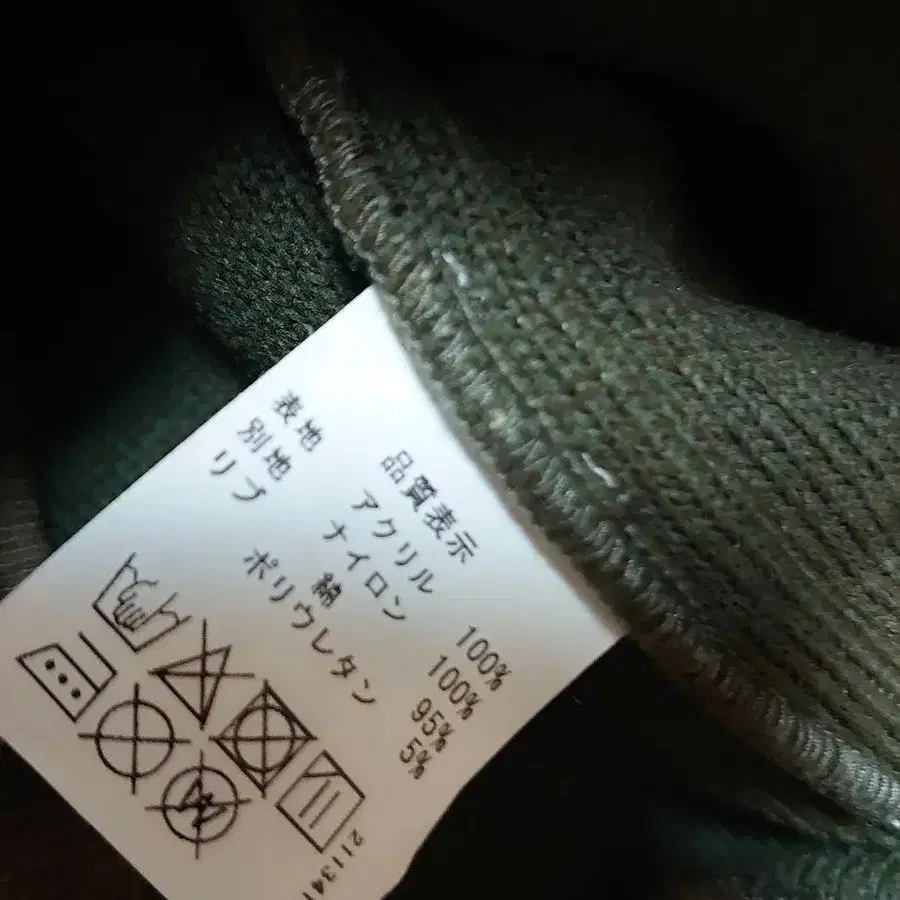 品質表示
表地 アクリル 100%
別地 ナイロン 100%
リブ 綿 95%
ポリウレタン 5%
211341